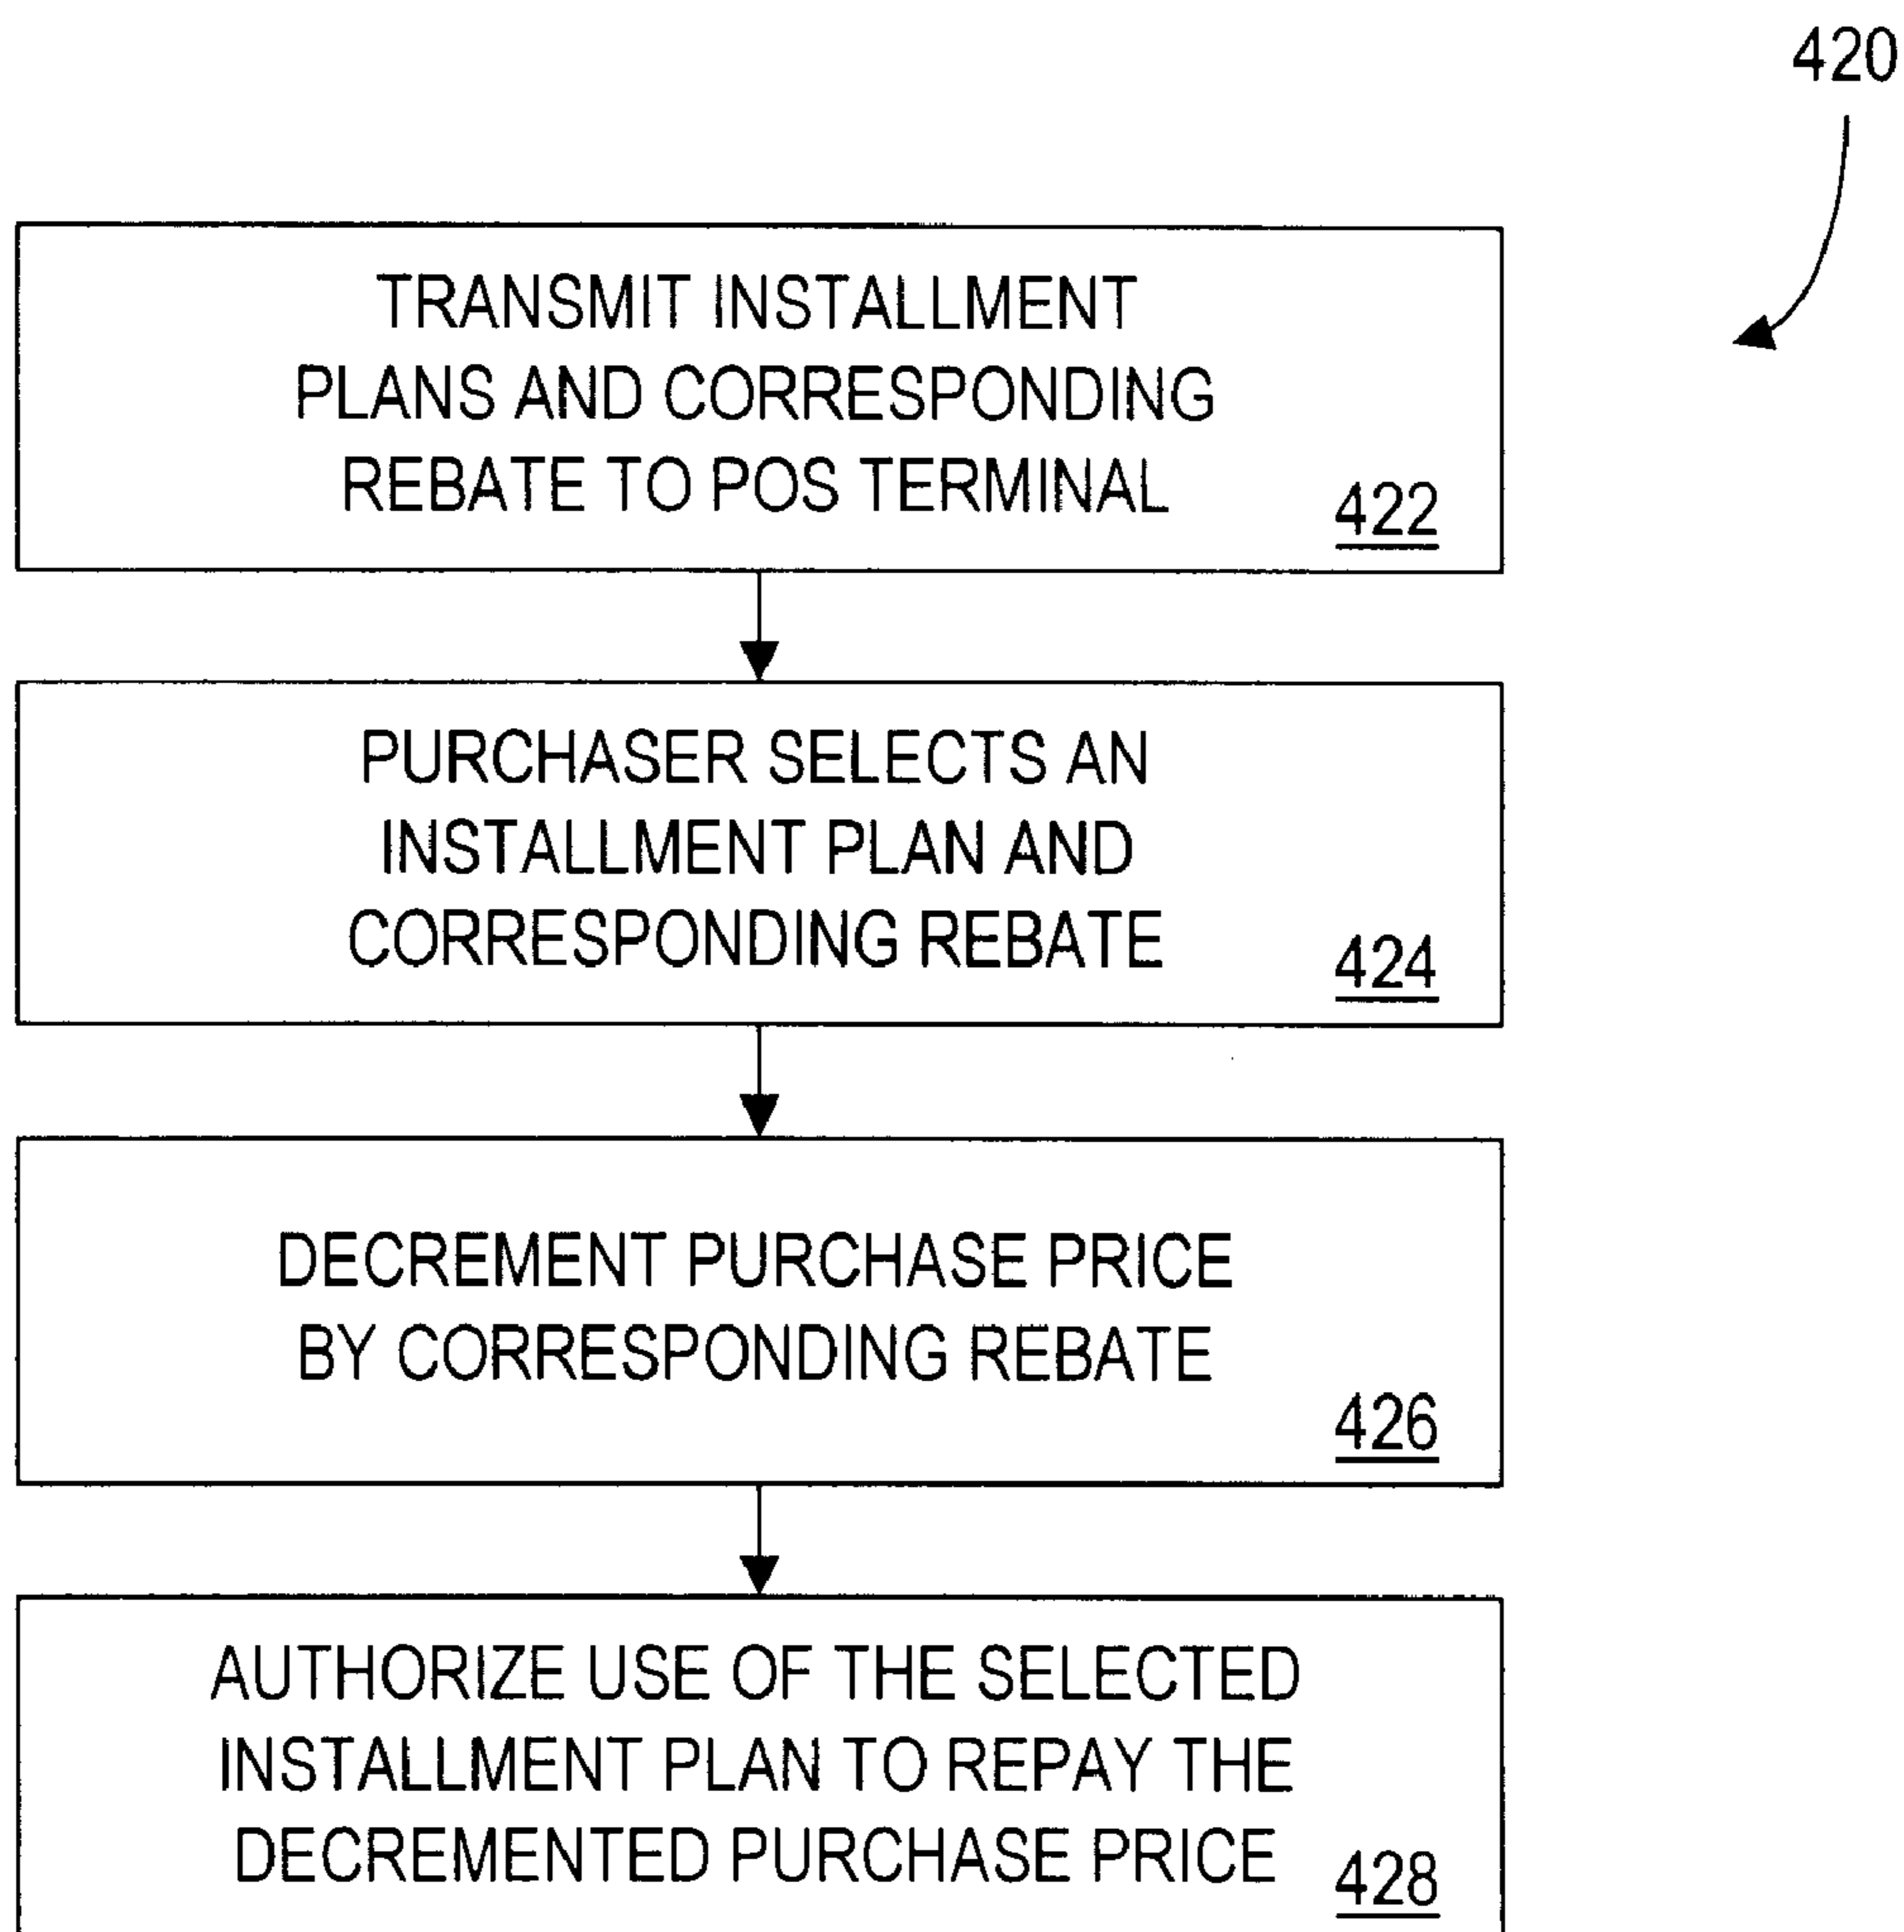 420
TRANSMIT INSTALLMENT
PLANS AND CORRESPONDING
REBATE TO POS TERMINAL
422
PURCHASER SELECTS AN
INSTALLMENT PLAN AND
CORRESPONDING REBATE
424
DECREMENT PURCHASE PRICE
BY CORRESPONDING REBATE
426
AUTHORIZE USE OF THE SELECTED
INSTALLMENT PLAN TO REPAY THE
DECREMENTED PURCHASE PRICE
428